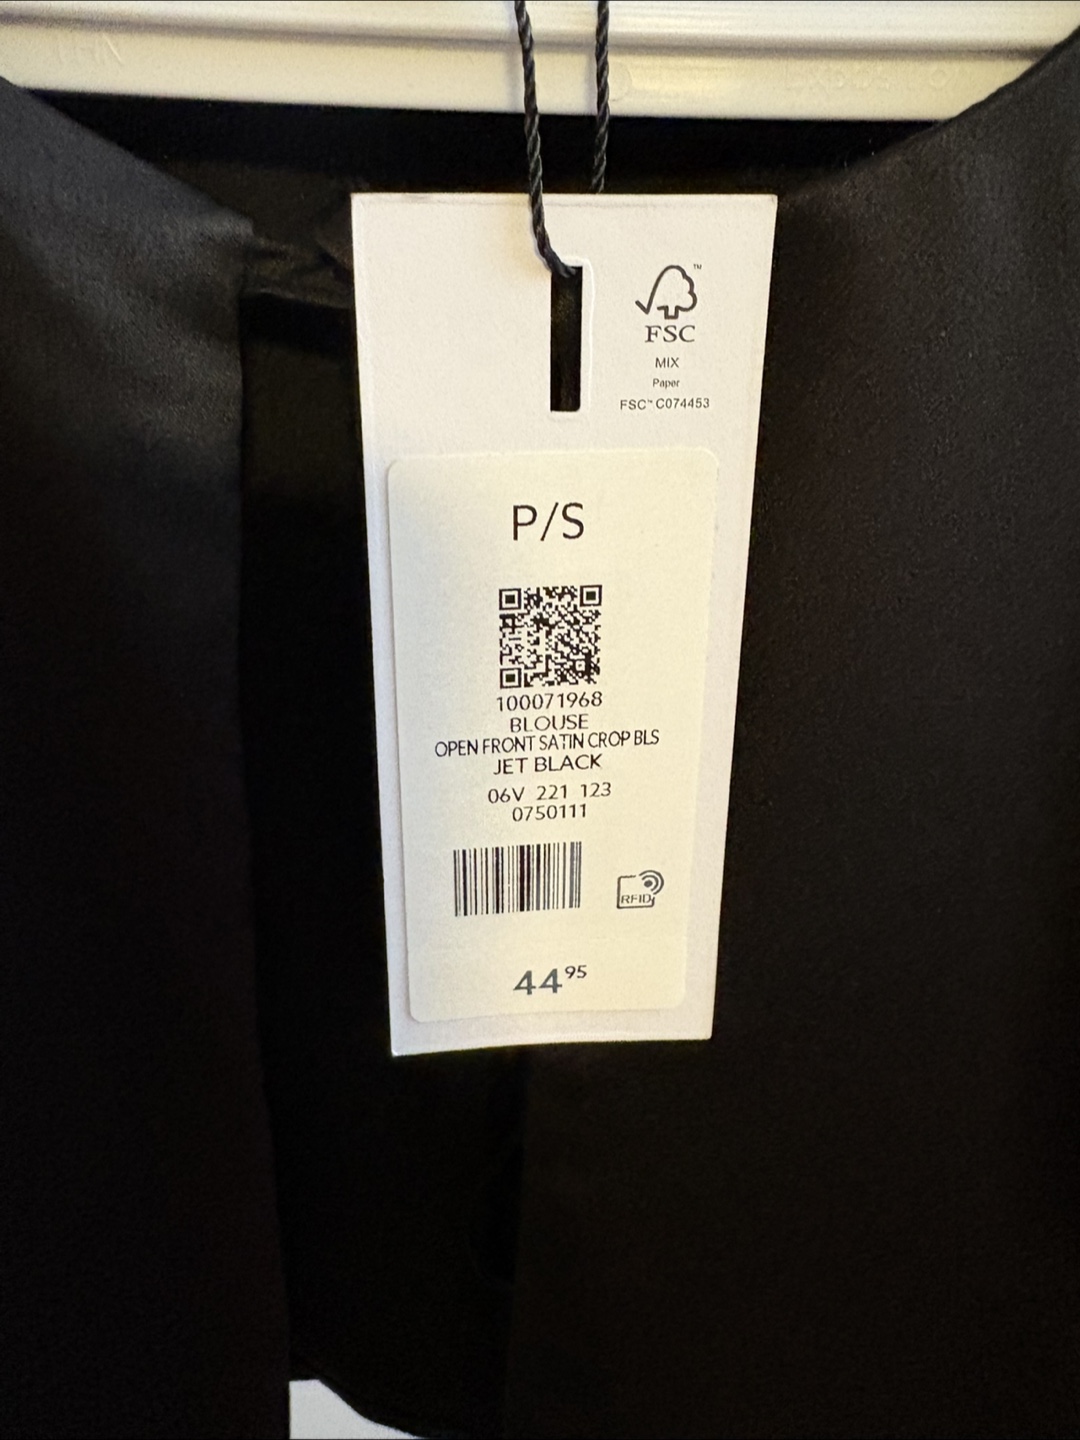 FSC
MIX
Paper
FSC™ C074453
P/S
100071968
BLOUSE
OPEN FRONT SATIN CROP BLS
JET BLACK
06V 221 123
0750111
RFID
44⁹⁵